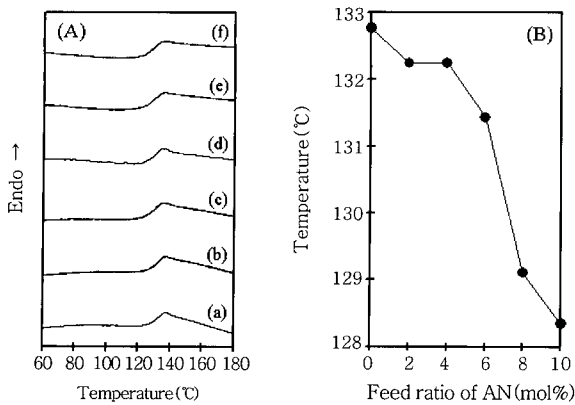 (A)
(f)
(e)
(d)
(c)
(b)
(a)
Endo →
60 80 100 120 140 160 180
Temperature(℃)
(B)
133
132
131
130
129
128
Temperature(℃)
0 2 4 6 8 10
Feed ratio of AN(mol%)